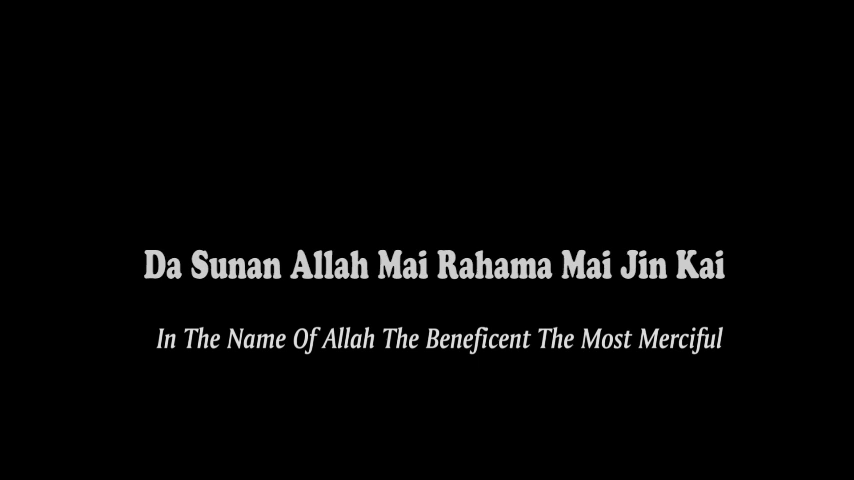 Da Sunan Allah Mai Rahama Mai Jin Kai
In The Name Of Allah The Beneficent The Most Merciful